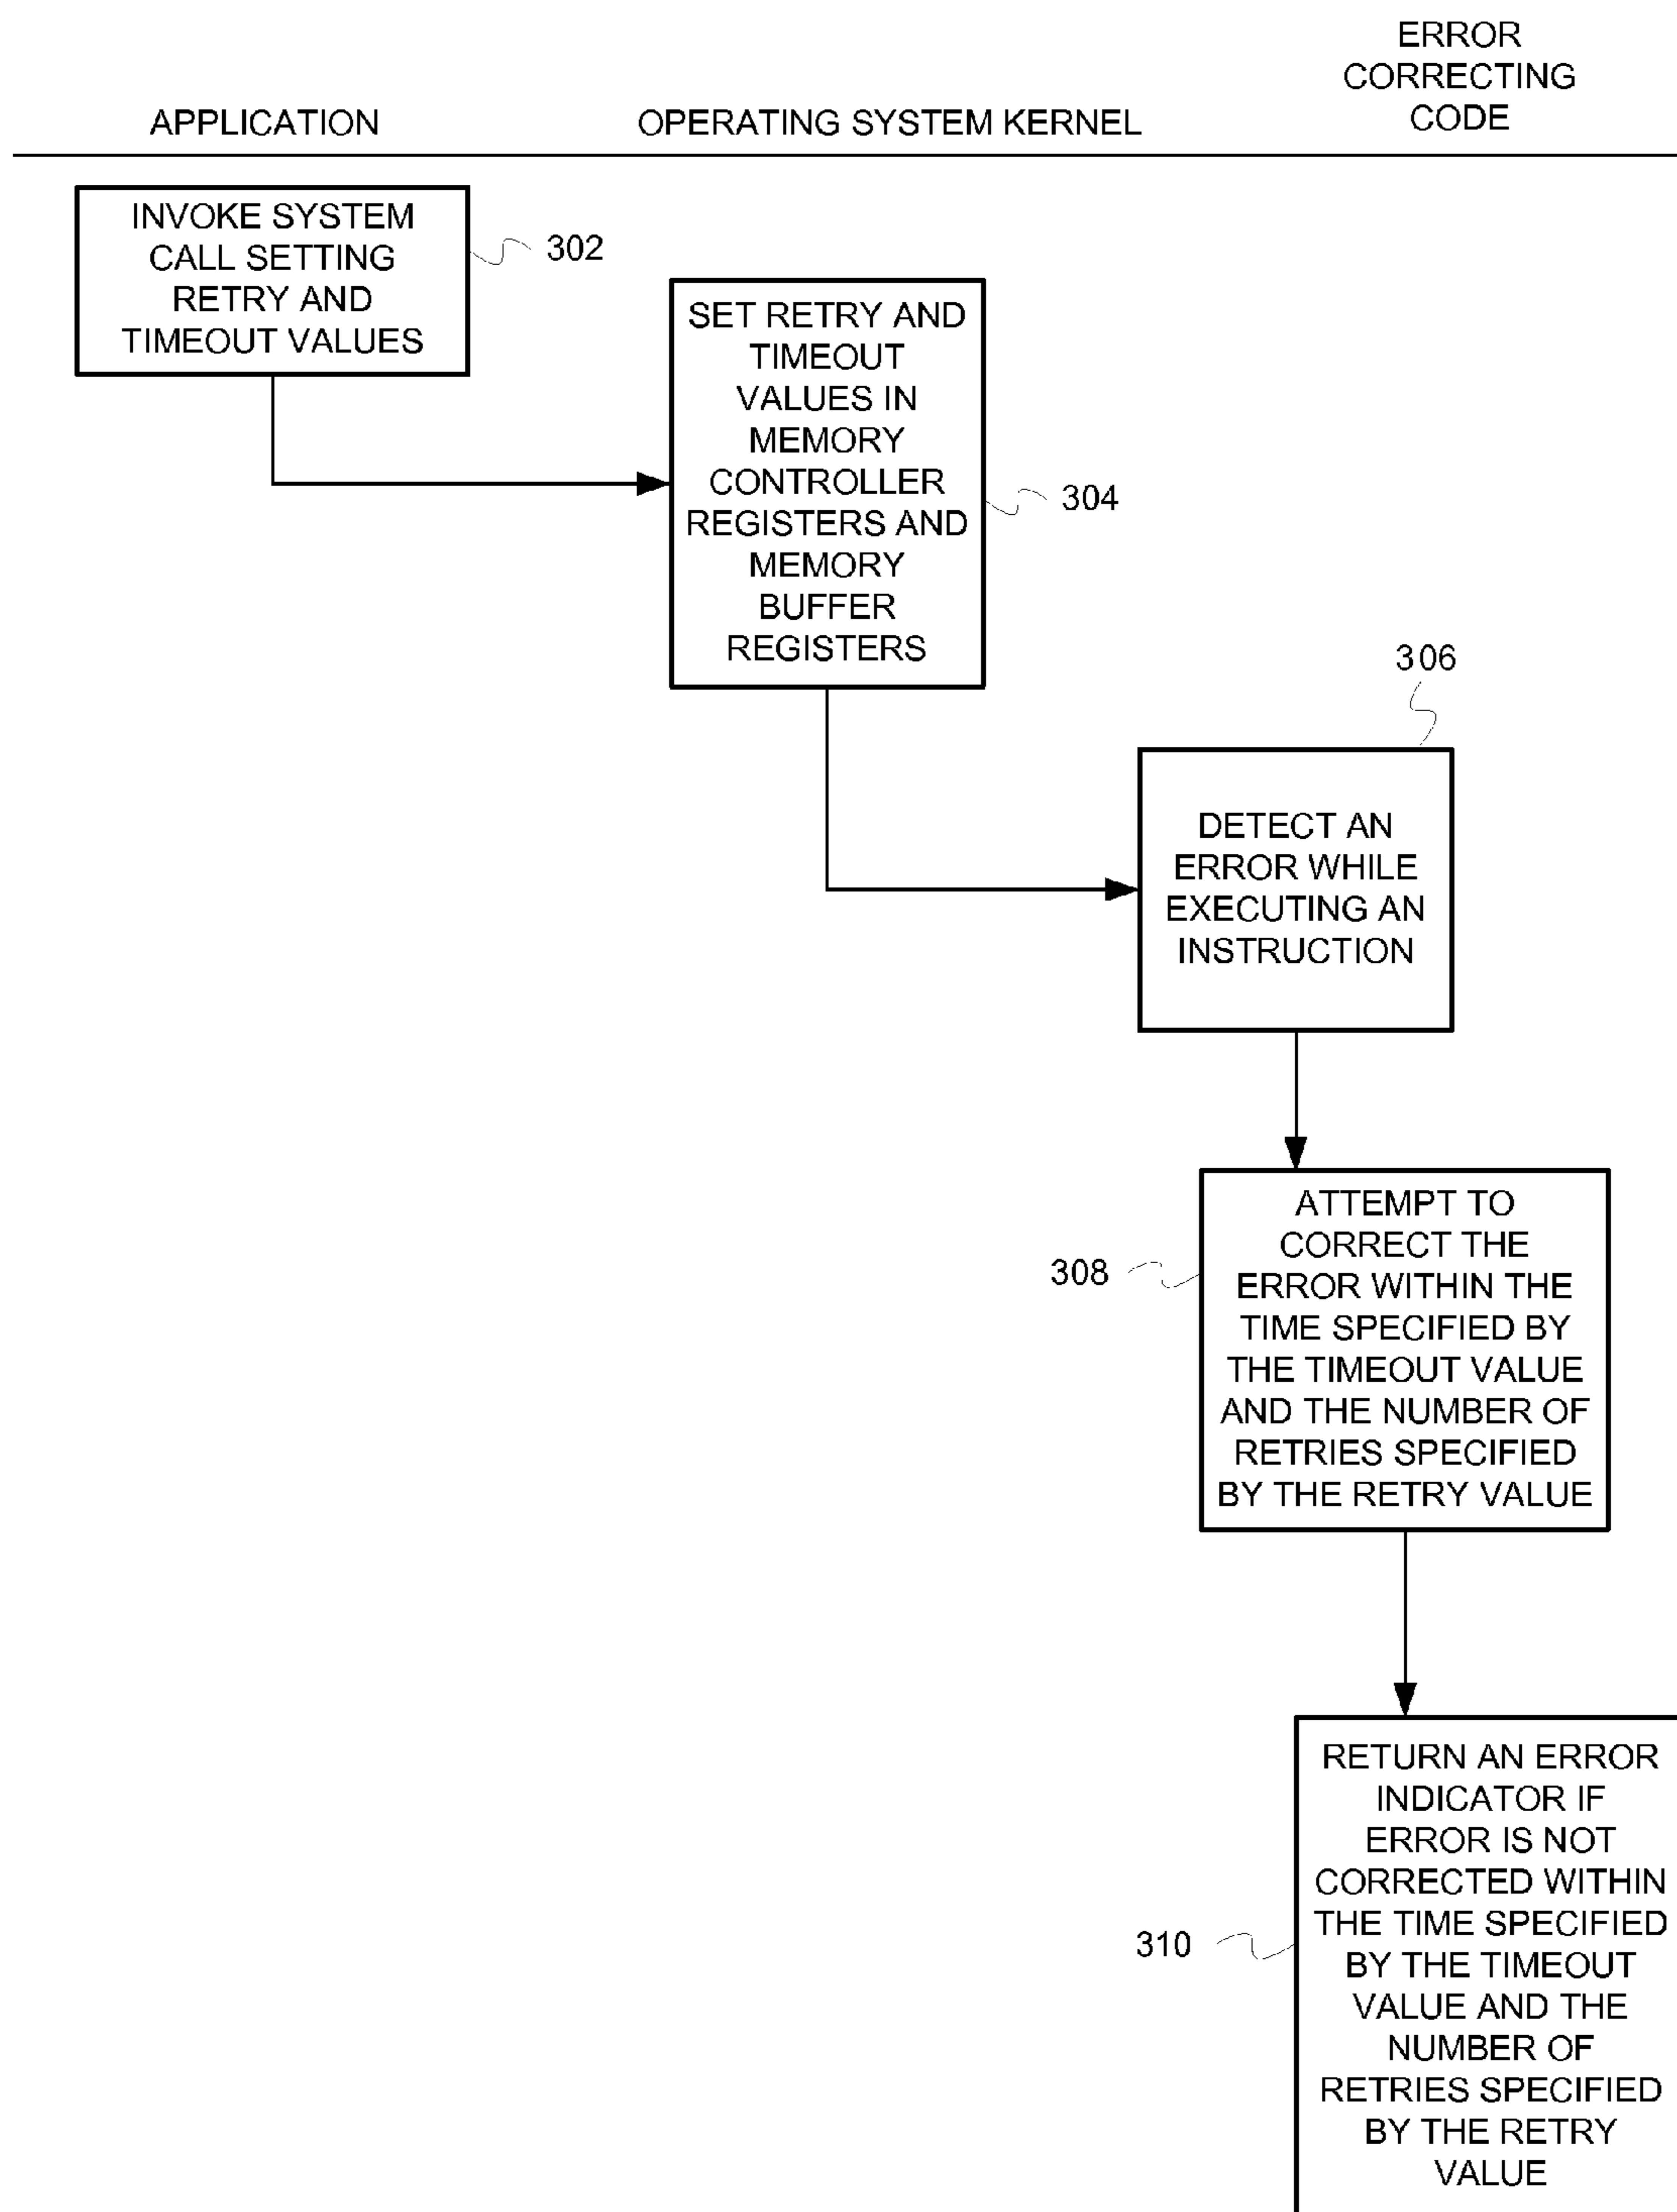 ERROR
CORRECTING
CODE
APPLICATION
OPERATING SYSTEM KERNEL
INVOKE SYSTEM
CALL SETTING
RETRY AND
TIMEOUT VALUES
302
SET RETRY AND
TIMEOUT
VALUES IN
MEMORY
CONTROLLER
REGISTERS AND
MEMORY
BUFFER
REGISTERS
304
306
DETECT AN
ERROR WHILE
EXECUTING AN
INSTRUCTION
308
ATTEMPT TO
CORRECT THE
ERROR WITHIN THE
TIME SPECIFIED BY
THE TIMEOUT VALUE
AND THE NUMBER OF
RETRIES SPECIFIED
BY THE RETRY VALUE
310
RETURN AN ERROR
INDICATOR IF
ERROR IS NOT
CORRECTED WITHIN
THE TIME SPECIFIED
BY THE TIMEOUT
VALUE AND THE
NUMBER OF
RETRIES SPECIFIED
BY THE RETRY
VALUE